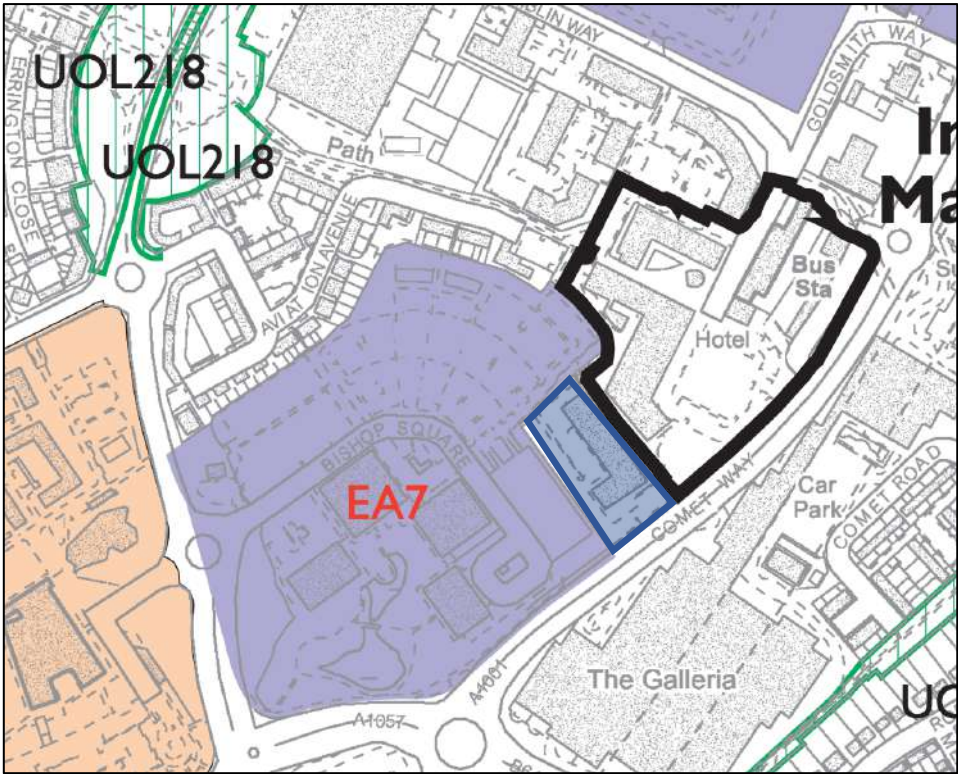 UOL218
UOL218
ERRINGTON CLOSE
Path
GOLDSMITH WAY
AVIATION AVENUE
Bus
Sta
Hotel
BISHOP SQUARE
EA7
COMET WAY
Car
Park
COMET ROAD
The Galleria
A1001
A1057